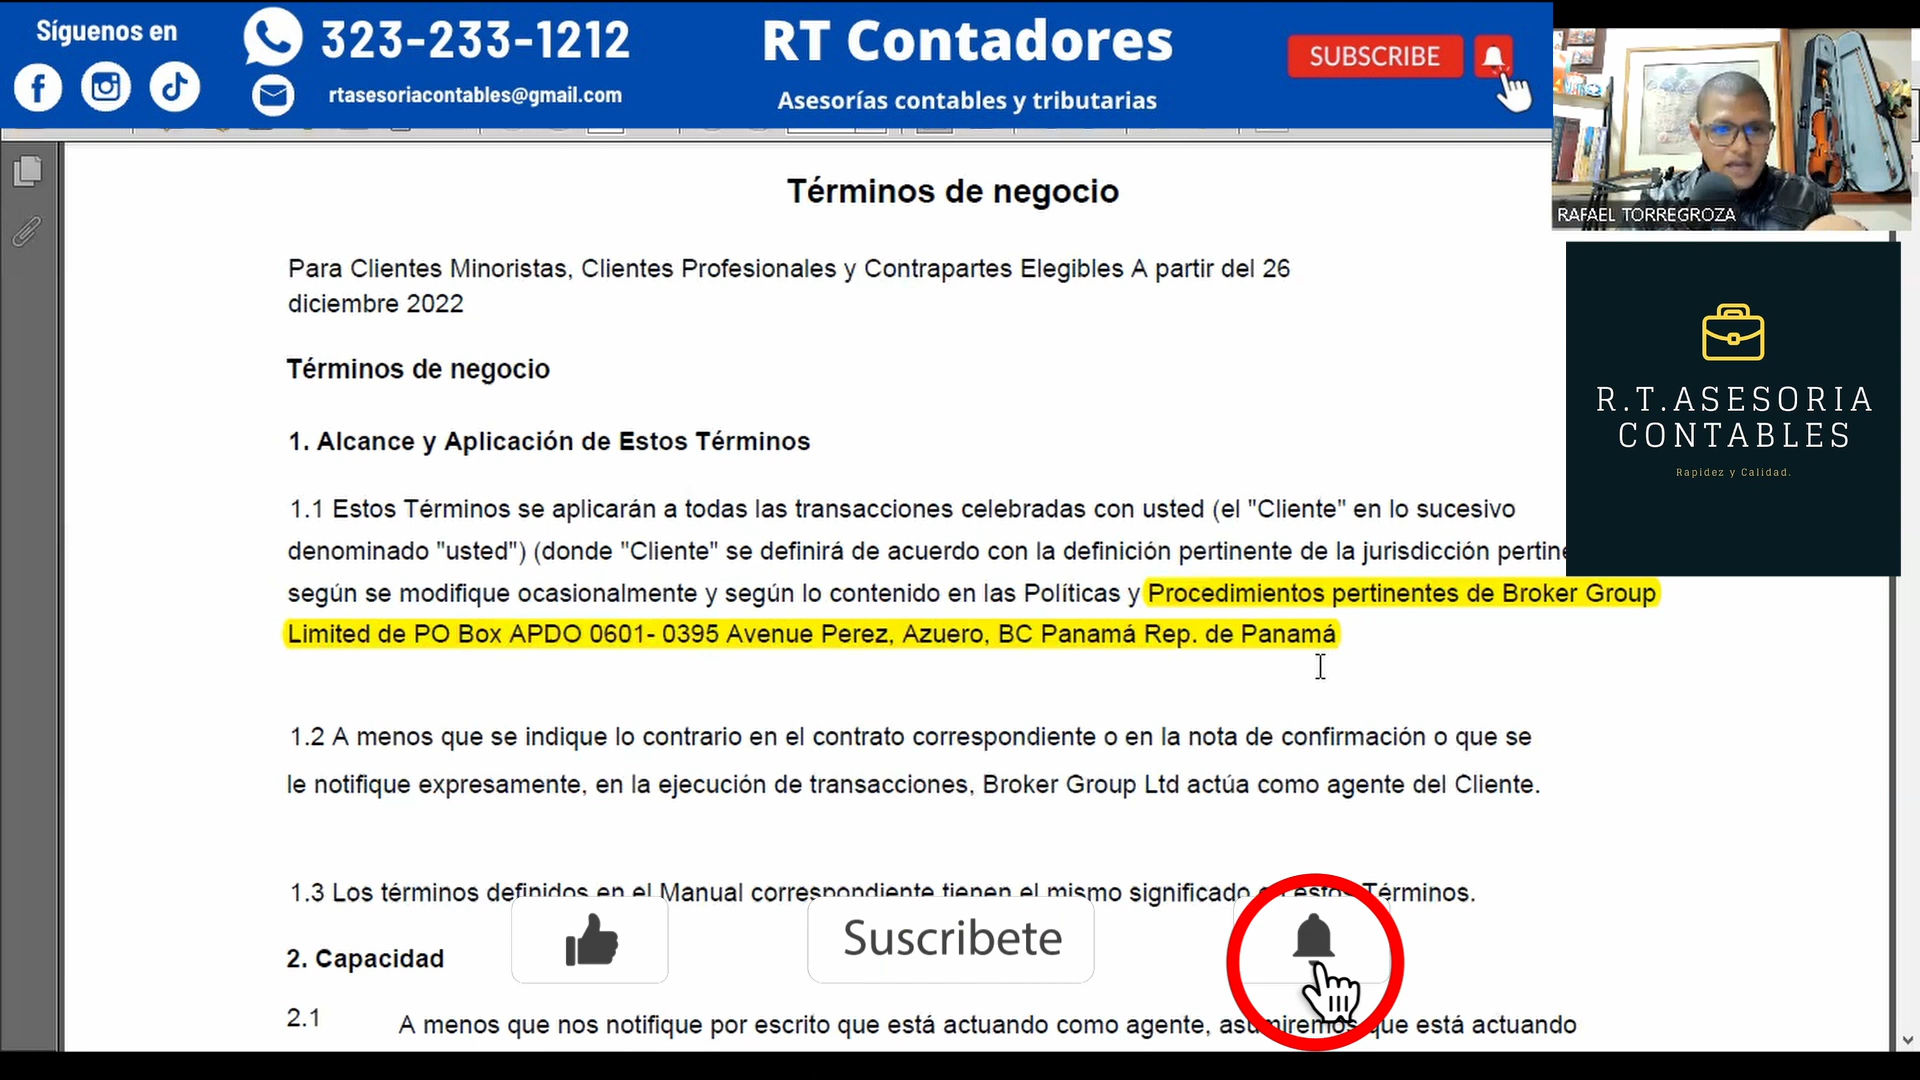 Síguenos en
323-233-1212
rtasesoriacontables@gmail.com
RT Contadores
Asesorías contables y tributarias
SUBSCRIBE
RAFAEL TORREGROZA
R.T.ASESORIA
CONTABLES
Rapidez y Calidad.
Términos de negocio
Para Clientes Minoristas, Clientes Profesionales y Contrapartes Elegibles A partir del 26
diciembre 2022
Términos de negocio
1. Alcance y Aplicación de Estos Términos
1.1 Estos Términos se aplicarán a todas las transacciones celebradas con usted (el "Cliente" en lo sucesivo
denominado "usted") (donde "Cliente" se definirá de acuerdo con la definición pertinente de la jurisdicción
según se modifique ocasionalmente y según lo contenido en las Políticas y Procedimientos pertinentes de Broker Group
Limited de PO Box APDO 0601- 0395 Avenue Perez, Azuero, BC Panamá Rep. de Panamá
1.2 A menos que se indique lo contrario en el contrato correspondiente o en la nota de confirmación o que se
le notifique expresamente, en la ejecución de transacciones, Broker Group Ltd actúa como agente del Cliente.
1.3 Los términos definidos en el Manual correspondiente tienen el mismo significado en estos Términos.
2. Capacidad
Suscribete
2.1 A menos que nos notifique por escrito que está actuando como agente, asumiremos que está actuando